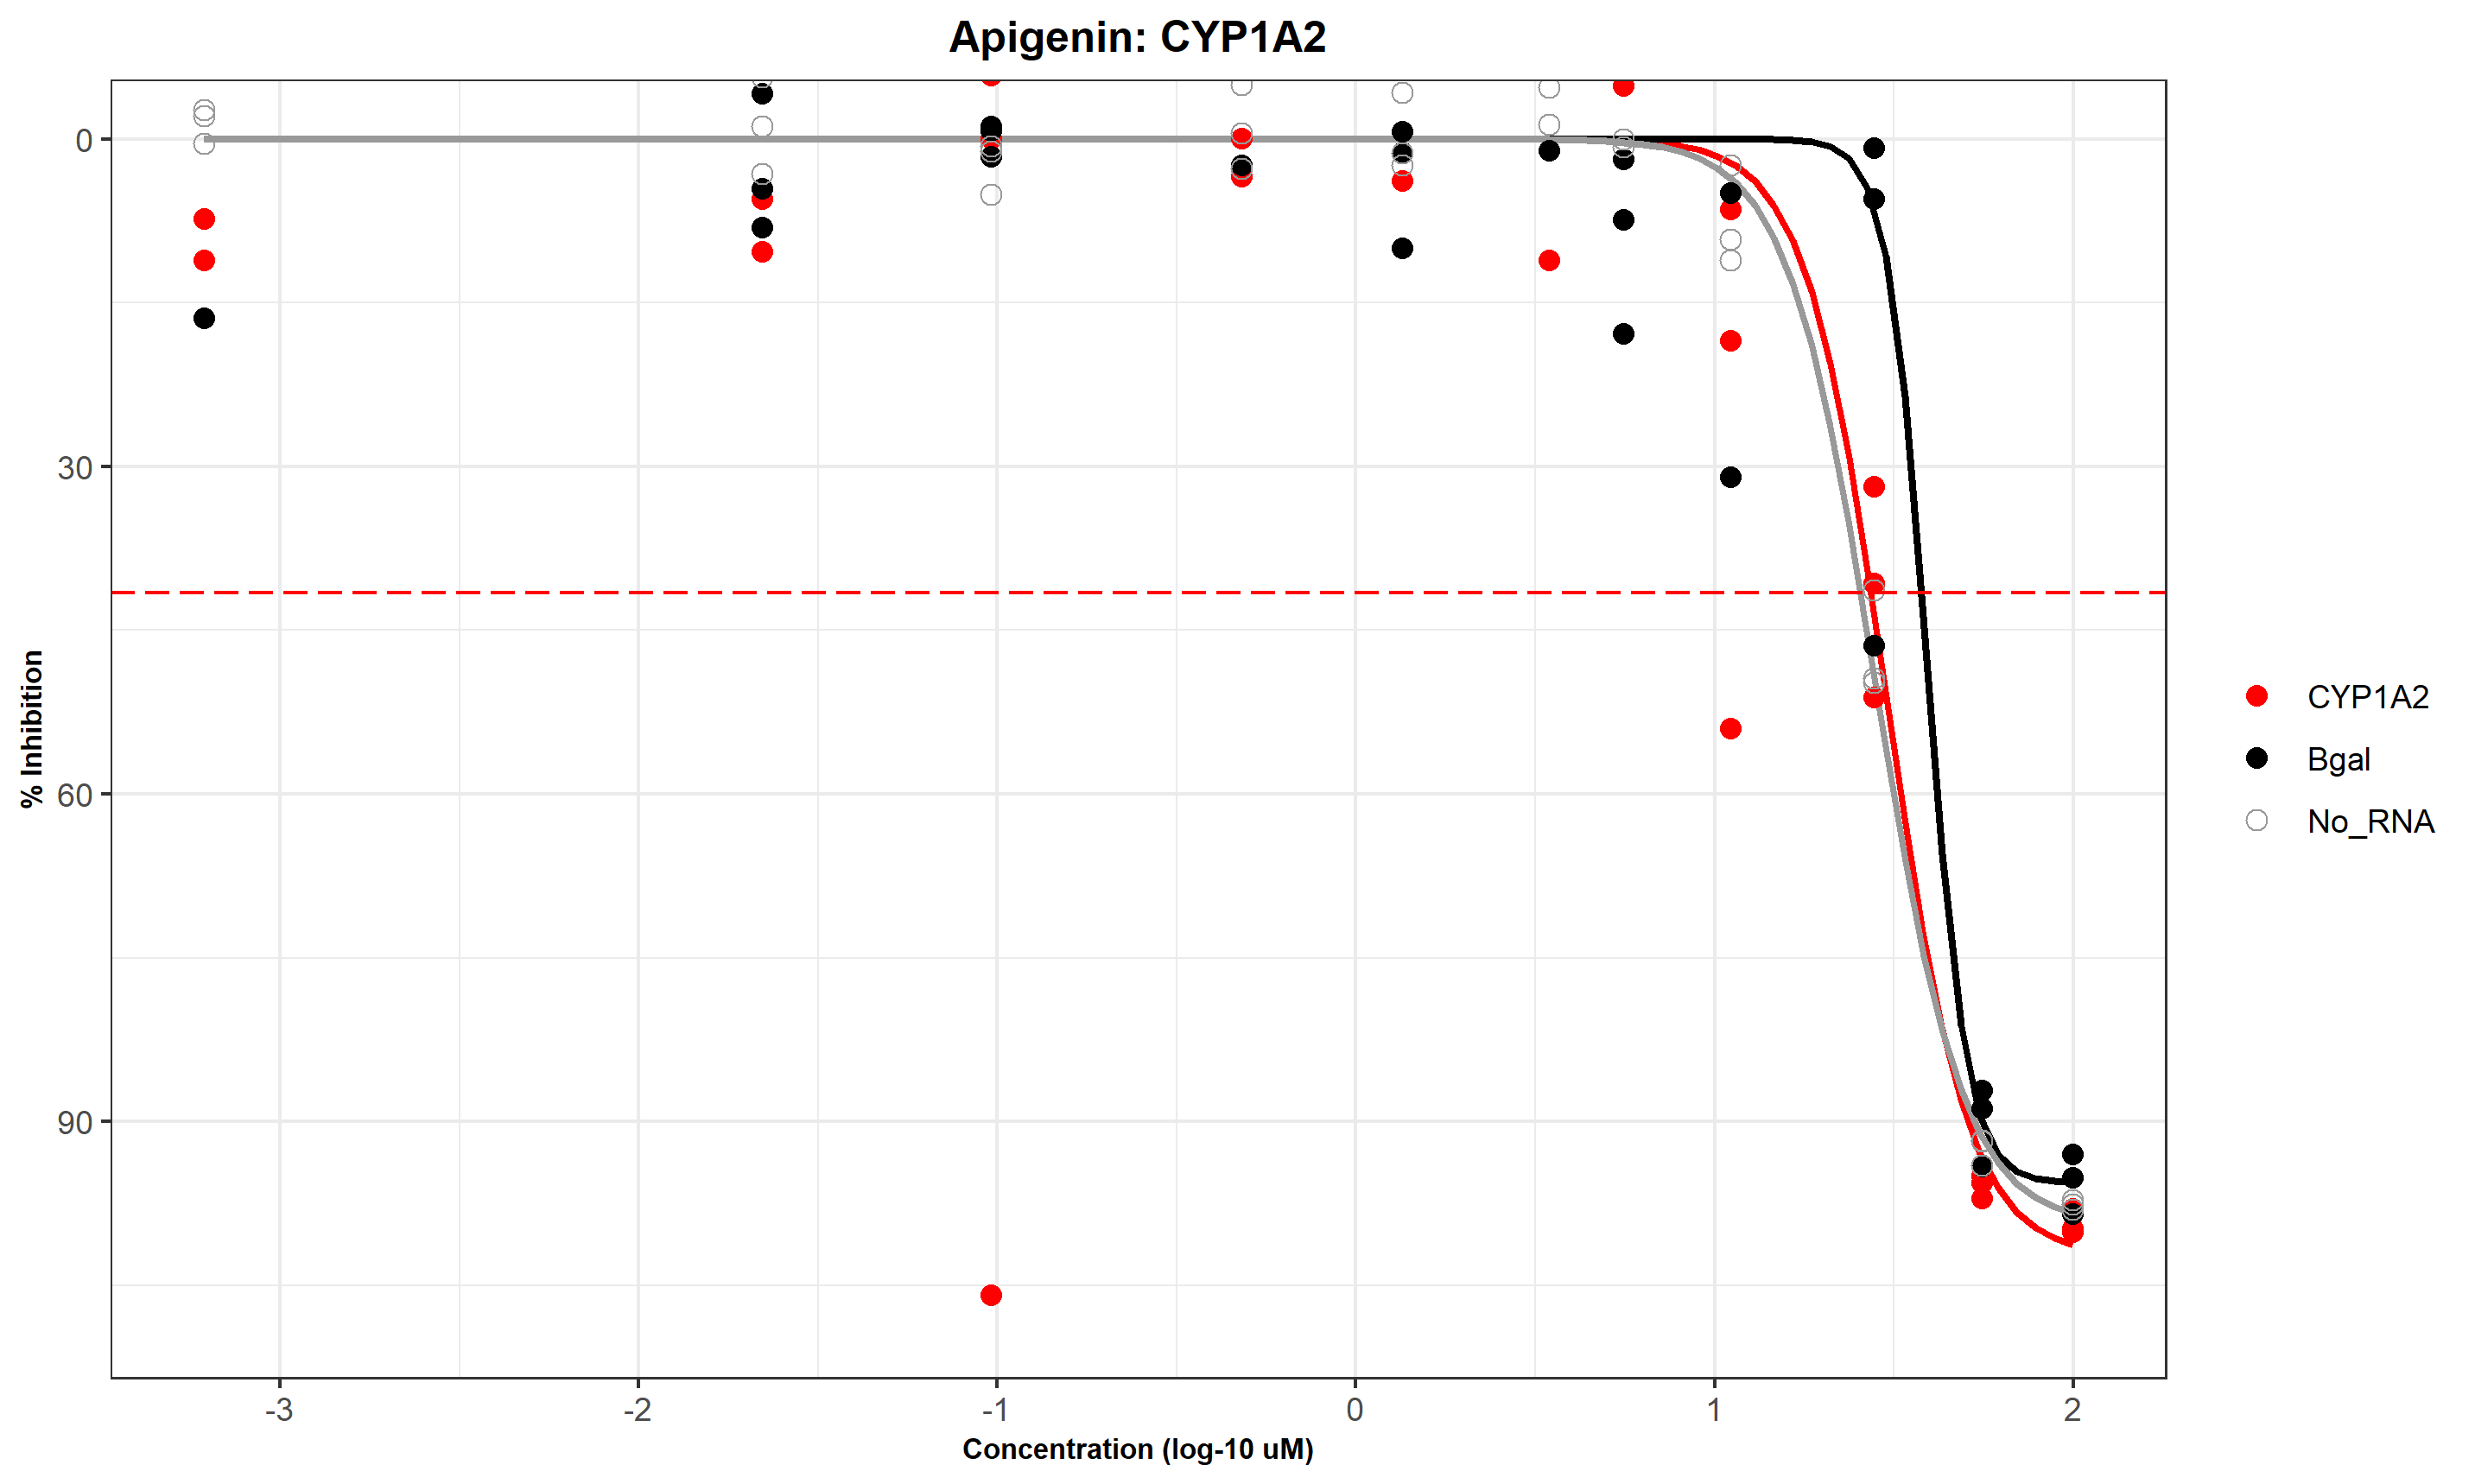 Apigenin: CYP1A2
% Inhibition
0
30
60
90
-3
-2
-1
0
1
2
Concentration (log-10 uM)
CYP1A2
Bgal
No_RNA